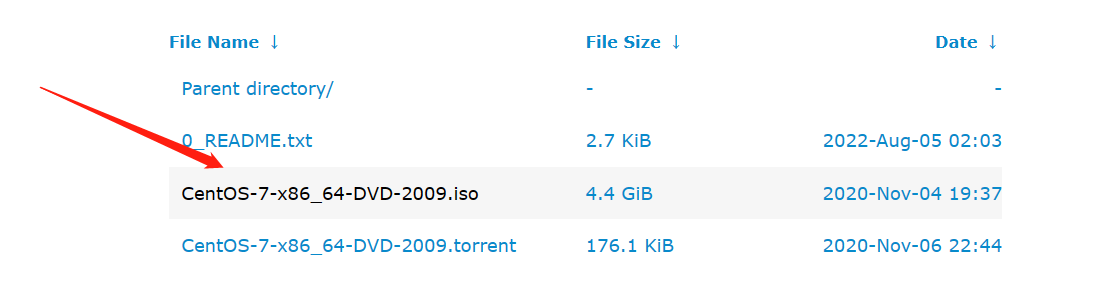 File Name ↓ File Size ↓ Date ↓
Parent directory/ - -
0_README.txt 2.7 KiB 2022-Aug-05 02:03
CentOS-7-x86_64-DVD-2009.iso 4.4 GiB 2020-Nov-04 19:37
CentOS-7-x86_64-DVD-2009.torrent 176.1 KiB 2020-Nov-06 22:44